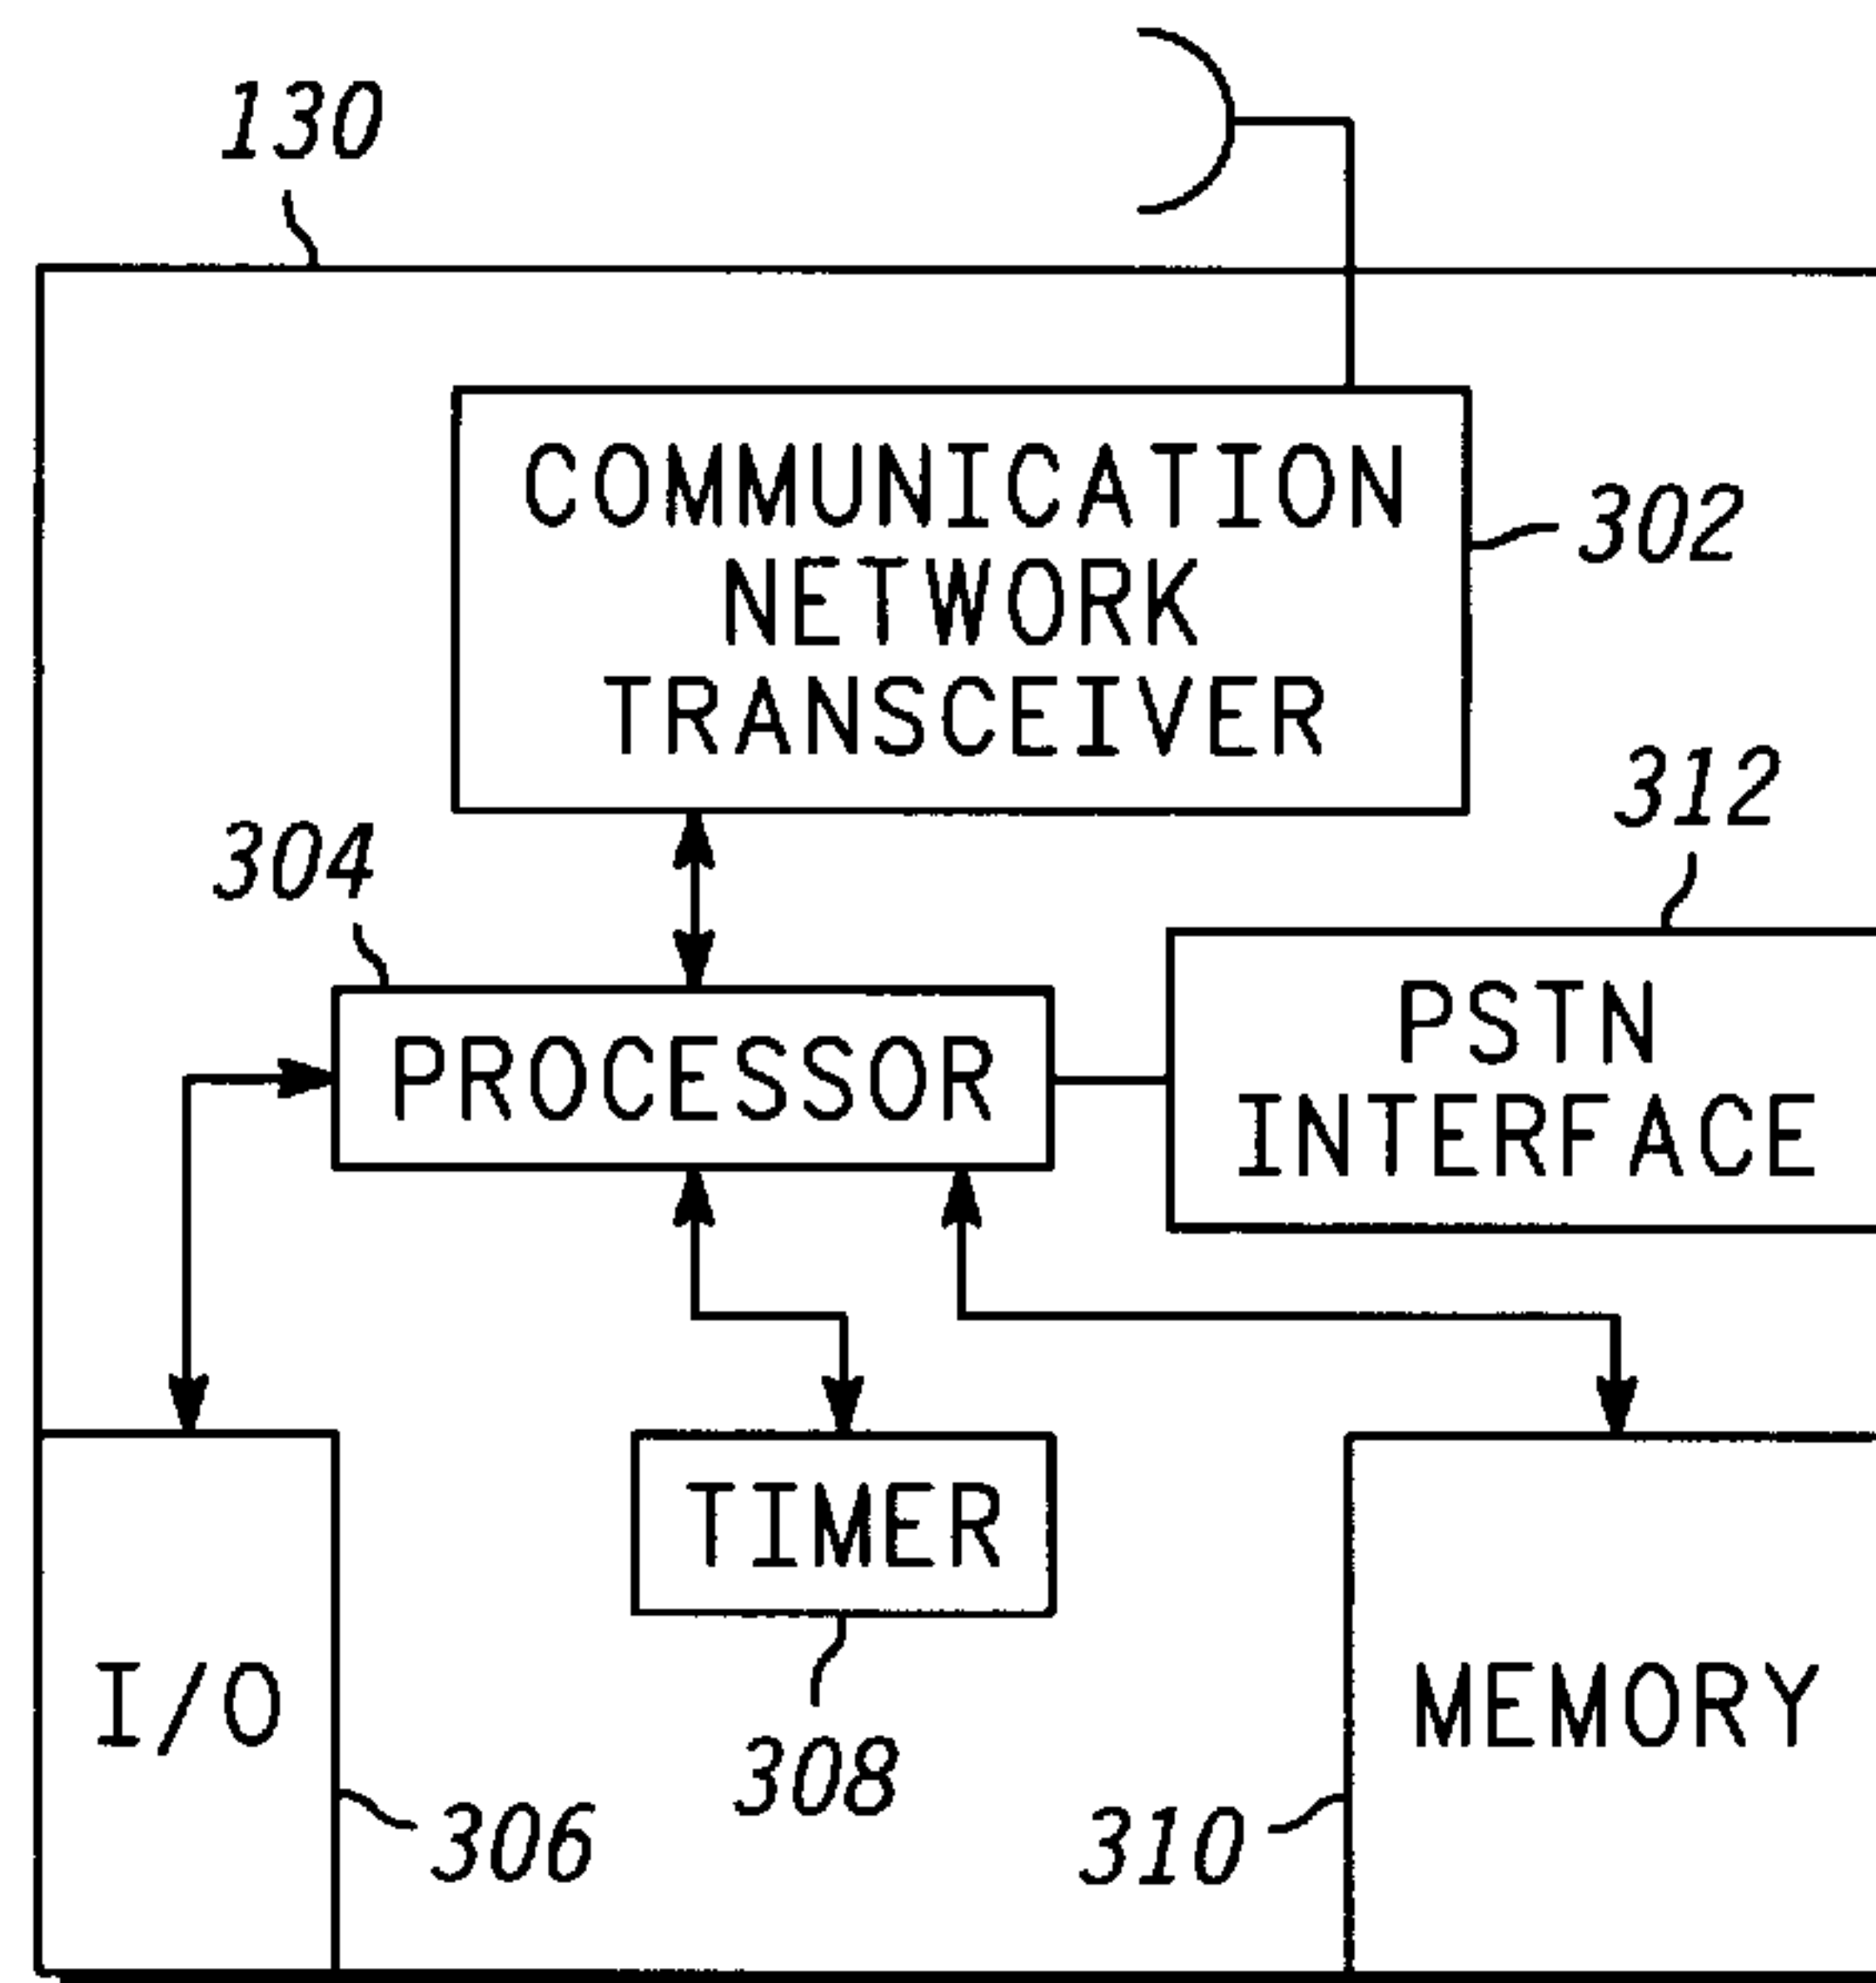 130
COMMUNICATION
NETWORK
TRANSCEIVER
302
312
304
PROCESSOR
PSTN
INTERFACE
TIMER
I/O
MEMORY
308
306
310